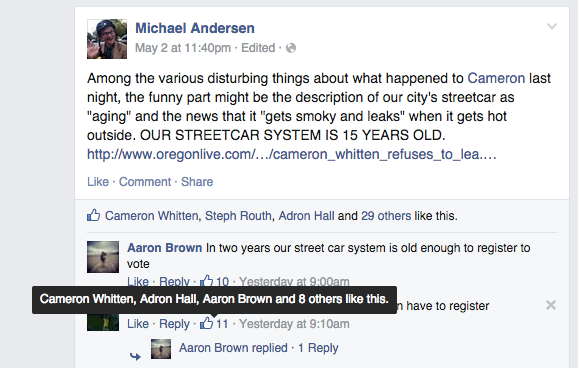 Michael Andersen
May 2 at 11:40pm · Edited ·
Among the various disturbing things about what happened to Cameron last
night, the funny part might be the description of our city's streetcar as
"aging" and the news that it "gets smoky and leaks" when it gets hot
outside. OUR STREETCAR SYSTEM IS 15 YEARS OLD.
http://www.oregonlive.com/…/cameron_whitten_refuses_to_lea.…
Like · Comment · Share
Cameron Whitten, Steph Routh, Adron Hall and 29 others like this.
Aaron Brown In two years our street car system is old enough to register to
vote
Like · Reply · 10 · Yesterday at 9:00am
Cameron Whitten, Adron Hall, Aaron Brown and 8 others like this.
have to register
Like · Reply · 11 · Yesterday at 9:10am
Aaron Brown replied · 1 Reply